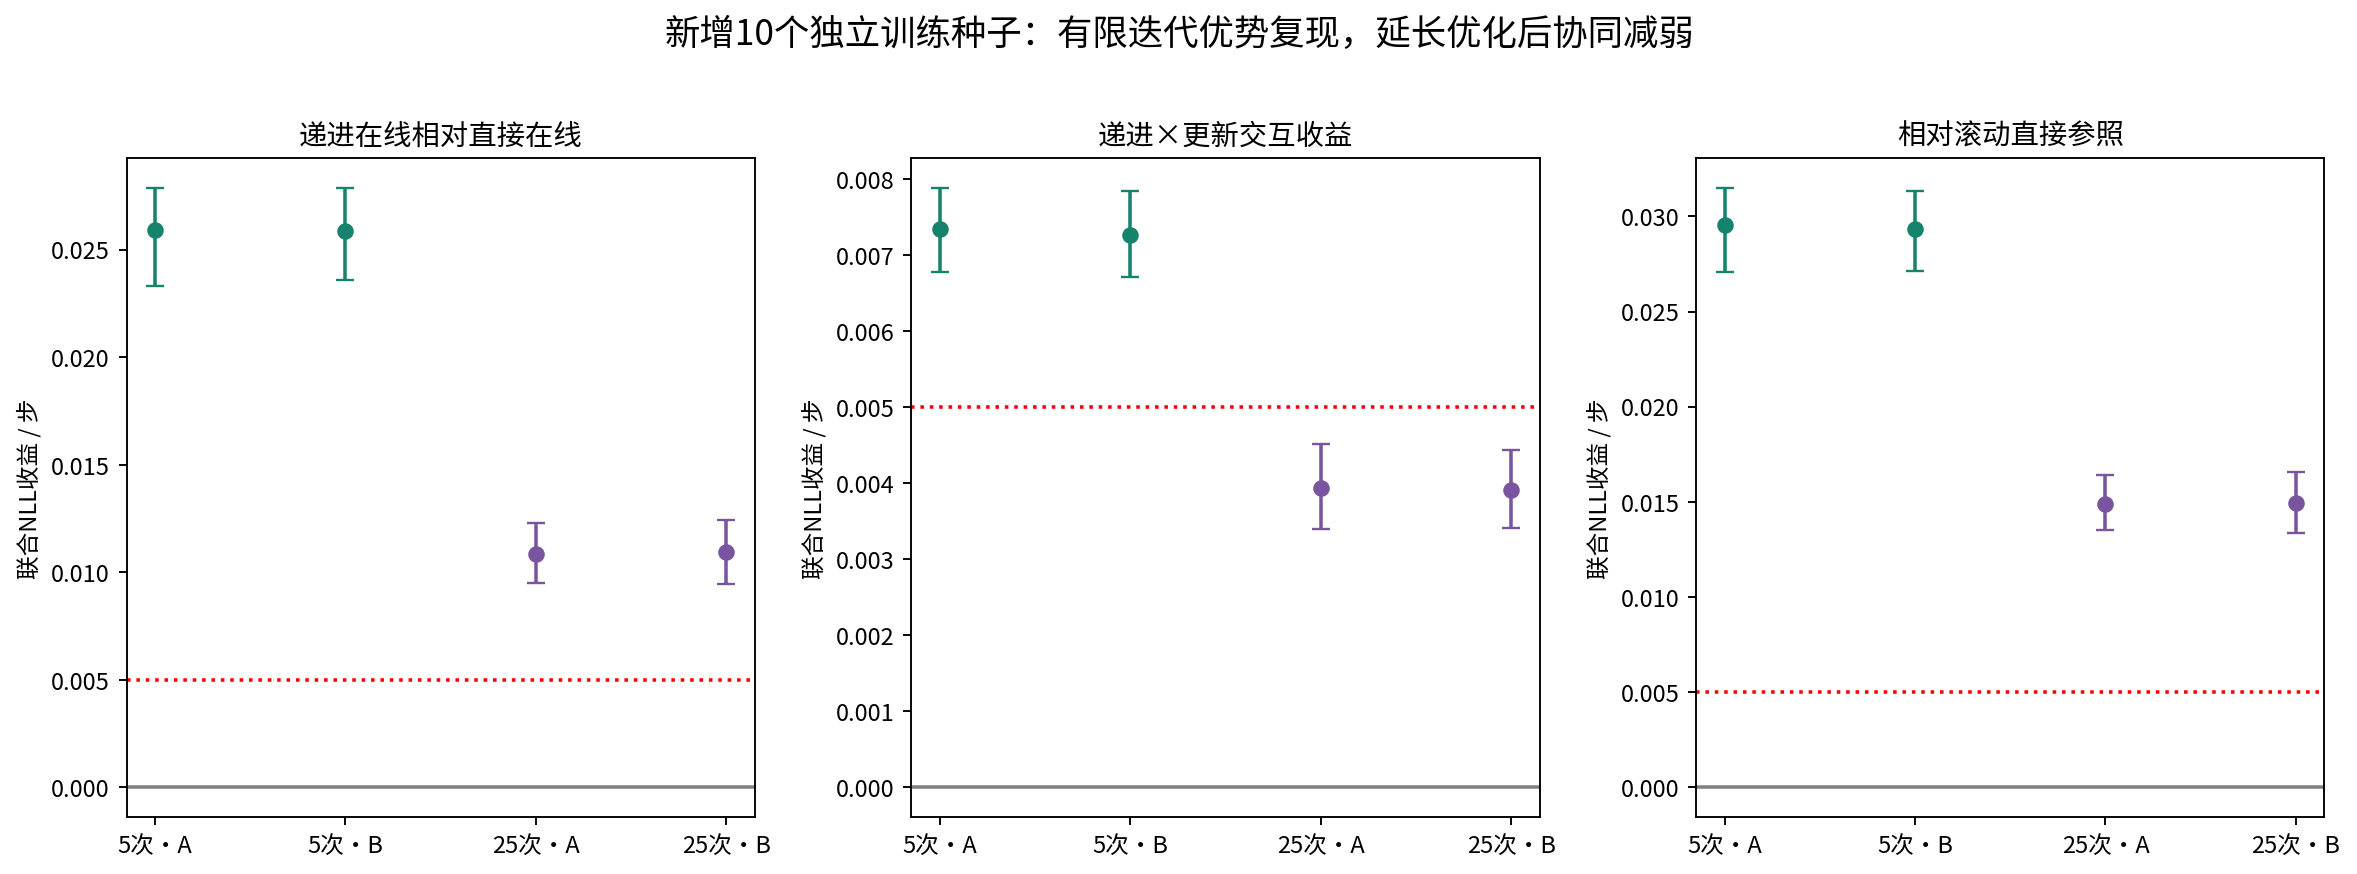 新增10个独立训练种子：有限迭代优势复现，延长优化后协同减弱
递进在线相对直接在线
联合NLL收益 / 步
0.025
0.020
0.015
0.010
0.005
0.000
5次·A
5次·B
25次·A
25次·B
递进×更新交互收益
联合NLL收益 / 步
0.008
0.007
0.006
0.005
0.004
0.003
0.002
0.001
0.000
5次·A
5次·B
25次·A
25次·B
相对滚动直接参照
联合NLL收益 / 步
0.030
0.025
0.020
0.015
0.010
0.005
0.000
5次·A
5次·B
25次·A
25次·B